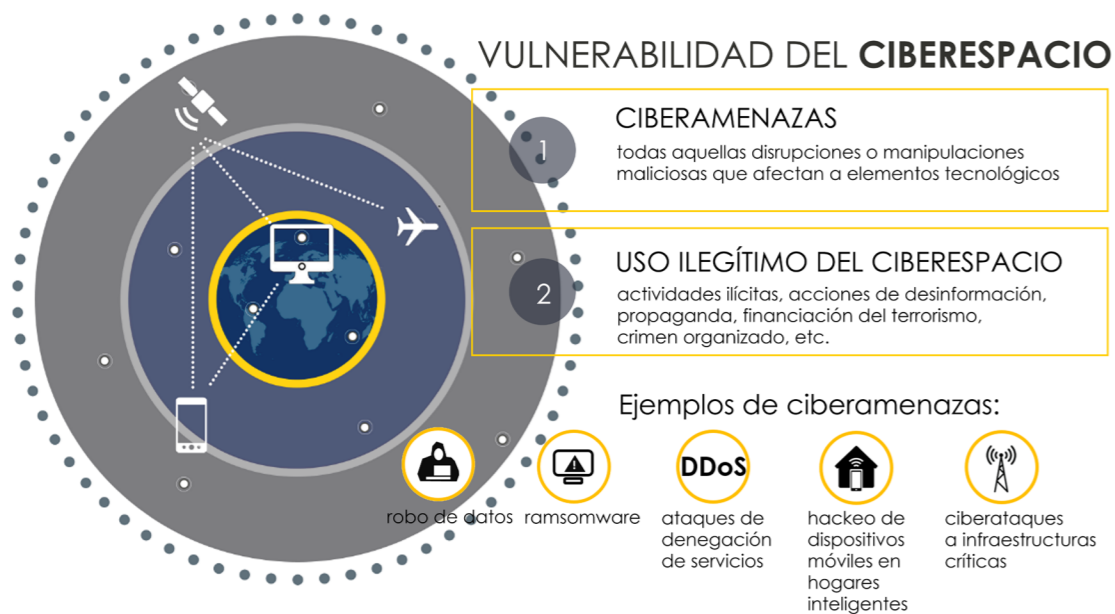 VULNERABILIDAD DEL CIBERESPACIO
1
CIBERAMENAZAS
todas aquellas disrupciones o manipulaciones
maliciosas que afectan a elementos tecnológicos
2
USO ILEGÍTIMO DEL CIBERESPACIO
actividades ilícitas, acciones de desinformación,
propaganda, financiación del terrorismo,
crimen organizado, etc.
Ejemplos de ciberamenazas:
robo de datos
ramsomware
DDoS
ataques de
denegación
de servicios
hackeo de
dispositivos
móviles en
hogares
inteligentes
ciberataques
a infraestructuras
críticas